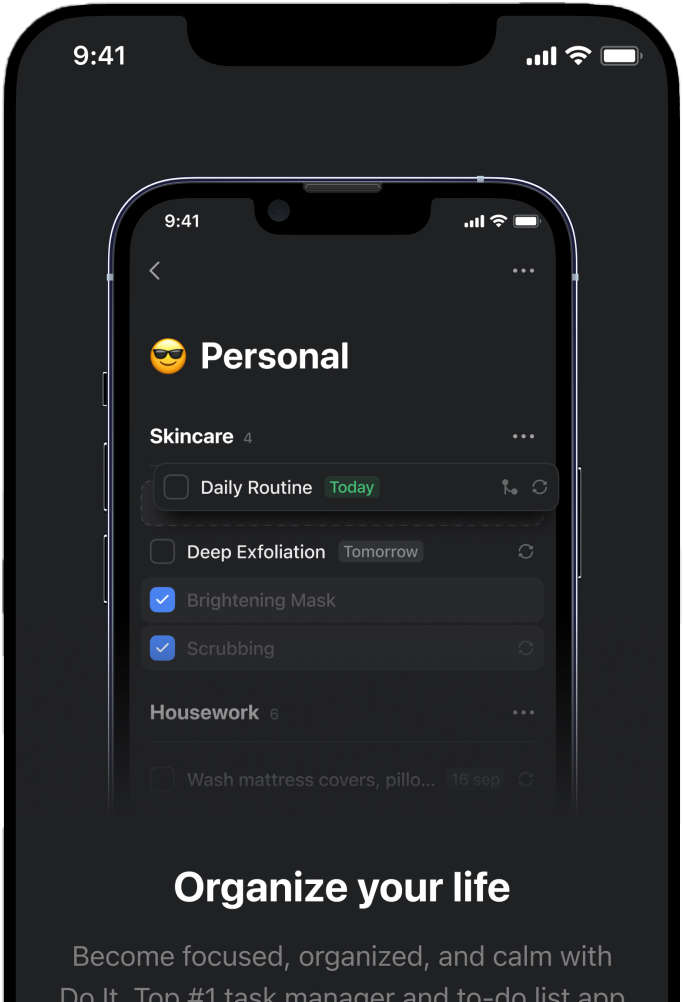 9:41
9:41
😎 Personal
Skincare 4
Daily Routine Today
Deep Exfoliation Tomorrow
Brightening Mask
Scrubbing
Housework 6
Wash mattress covers, pillo... 16 sep
Organize your life
Become focused, organized, and calm with
Do It. Top #1 task manager and to-do list app